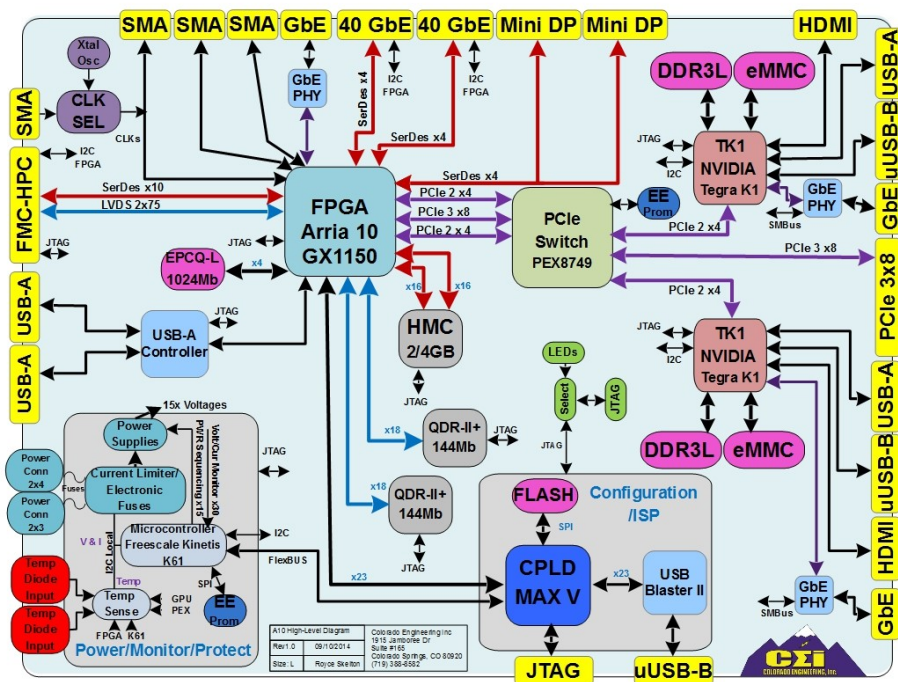 SMA
SMA
SMA
GbE
40 GbE
40 GbE
Mini DP
Mini DP
HDMI
Xtal
Osc
CLK
SEL
CLKs
SMA
GbE
PHY
SerDes x4
I2C
FPGA
SerDes x4
I2C
FPGA
DDR3L
eMMC
USB-A
uUSB-B
GbE
JTAG
I2C
TK1
NVIDIA
Tegra K1
GbE
PHY
SMBus
FMC-HPC
I2C
FPGA
SerDes x10
LVDS 2x75
JTAG
JTAG
FPGA
Arria 10
GX1150
SerDes x4
PCIe 2 x4
PCIe 3 x8
PCIe 2 x 4
PCIe
Switch
PEX8749
EE
Prom
PCIe 2 x4
PCIe 3 x8
PCIe 2 x4
PCIe 3x8
EPCQ-L
1024Mb
x4
x16
x16
HMC
2/4GB
JTAG
USB-A
USB-A
JTAG
USB-A
Controller
JTAG
I2C
TK1
NVIDIA
Tegra K1
USB-A
uUSB-B
HDMI
GbE
DDR3L
eMMC
GbE
PHY
SMBus
LEDs
Select
JTAG
JTAG
x18
QDR-II+
144Mb
JTAG
x18
QDR-II+
144Mb
JTAG
15x Voltages
Power
Supplies
PWR Sequencing x15
Volt/Curr Monitor x30
JTAG
Power
Conn
2x4
Power
Conn
2x3
Fuses
Current Limiter/
Electronic
Fuses
V & I
I2C Local
Microcontroller
Freescale Kinetis
K61
I2C
FlexBUS
Temp
Diode
Input
Temp
Diode
Input
Temp
Temp
Sense
SPI
GPU
PEX
EE
Prom
FPGA
K61
Power/Monitor/Protect
x23
FLASH
Configuration
/ISP
SPI
CPLD
MAX V
x23
USB
Blaster II
JTAG
uUSB-B
A10 High-Level Diagram
Rev1.0 09/10/2014
Size: L Royce Skelton
Colorado Engineering Inc
1915 Jamboree Dr
Suite #165
Colorado Springs, CO 80920
(719) 388-8582
CEi
COLORADO ENGINEERING, Inc.